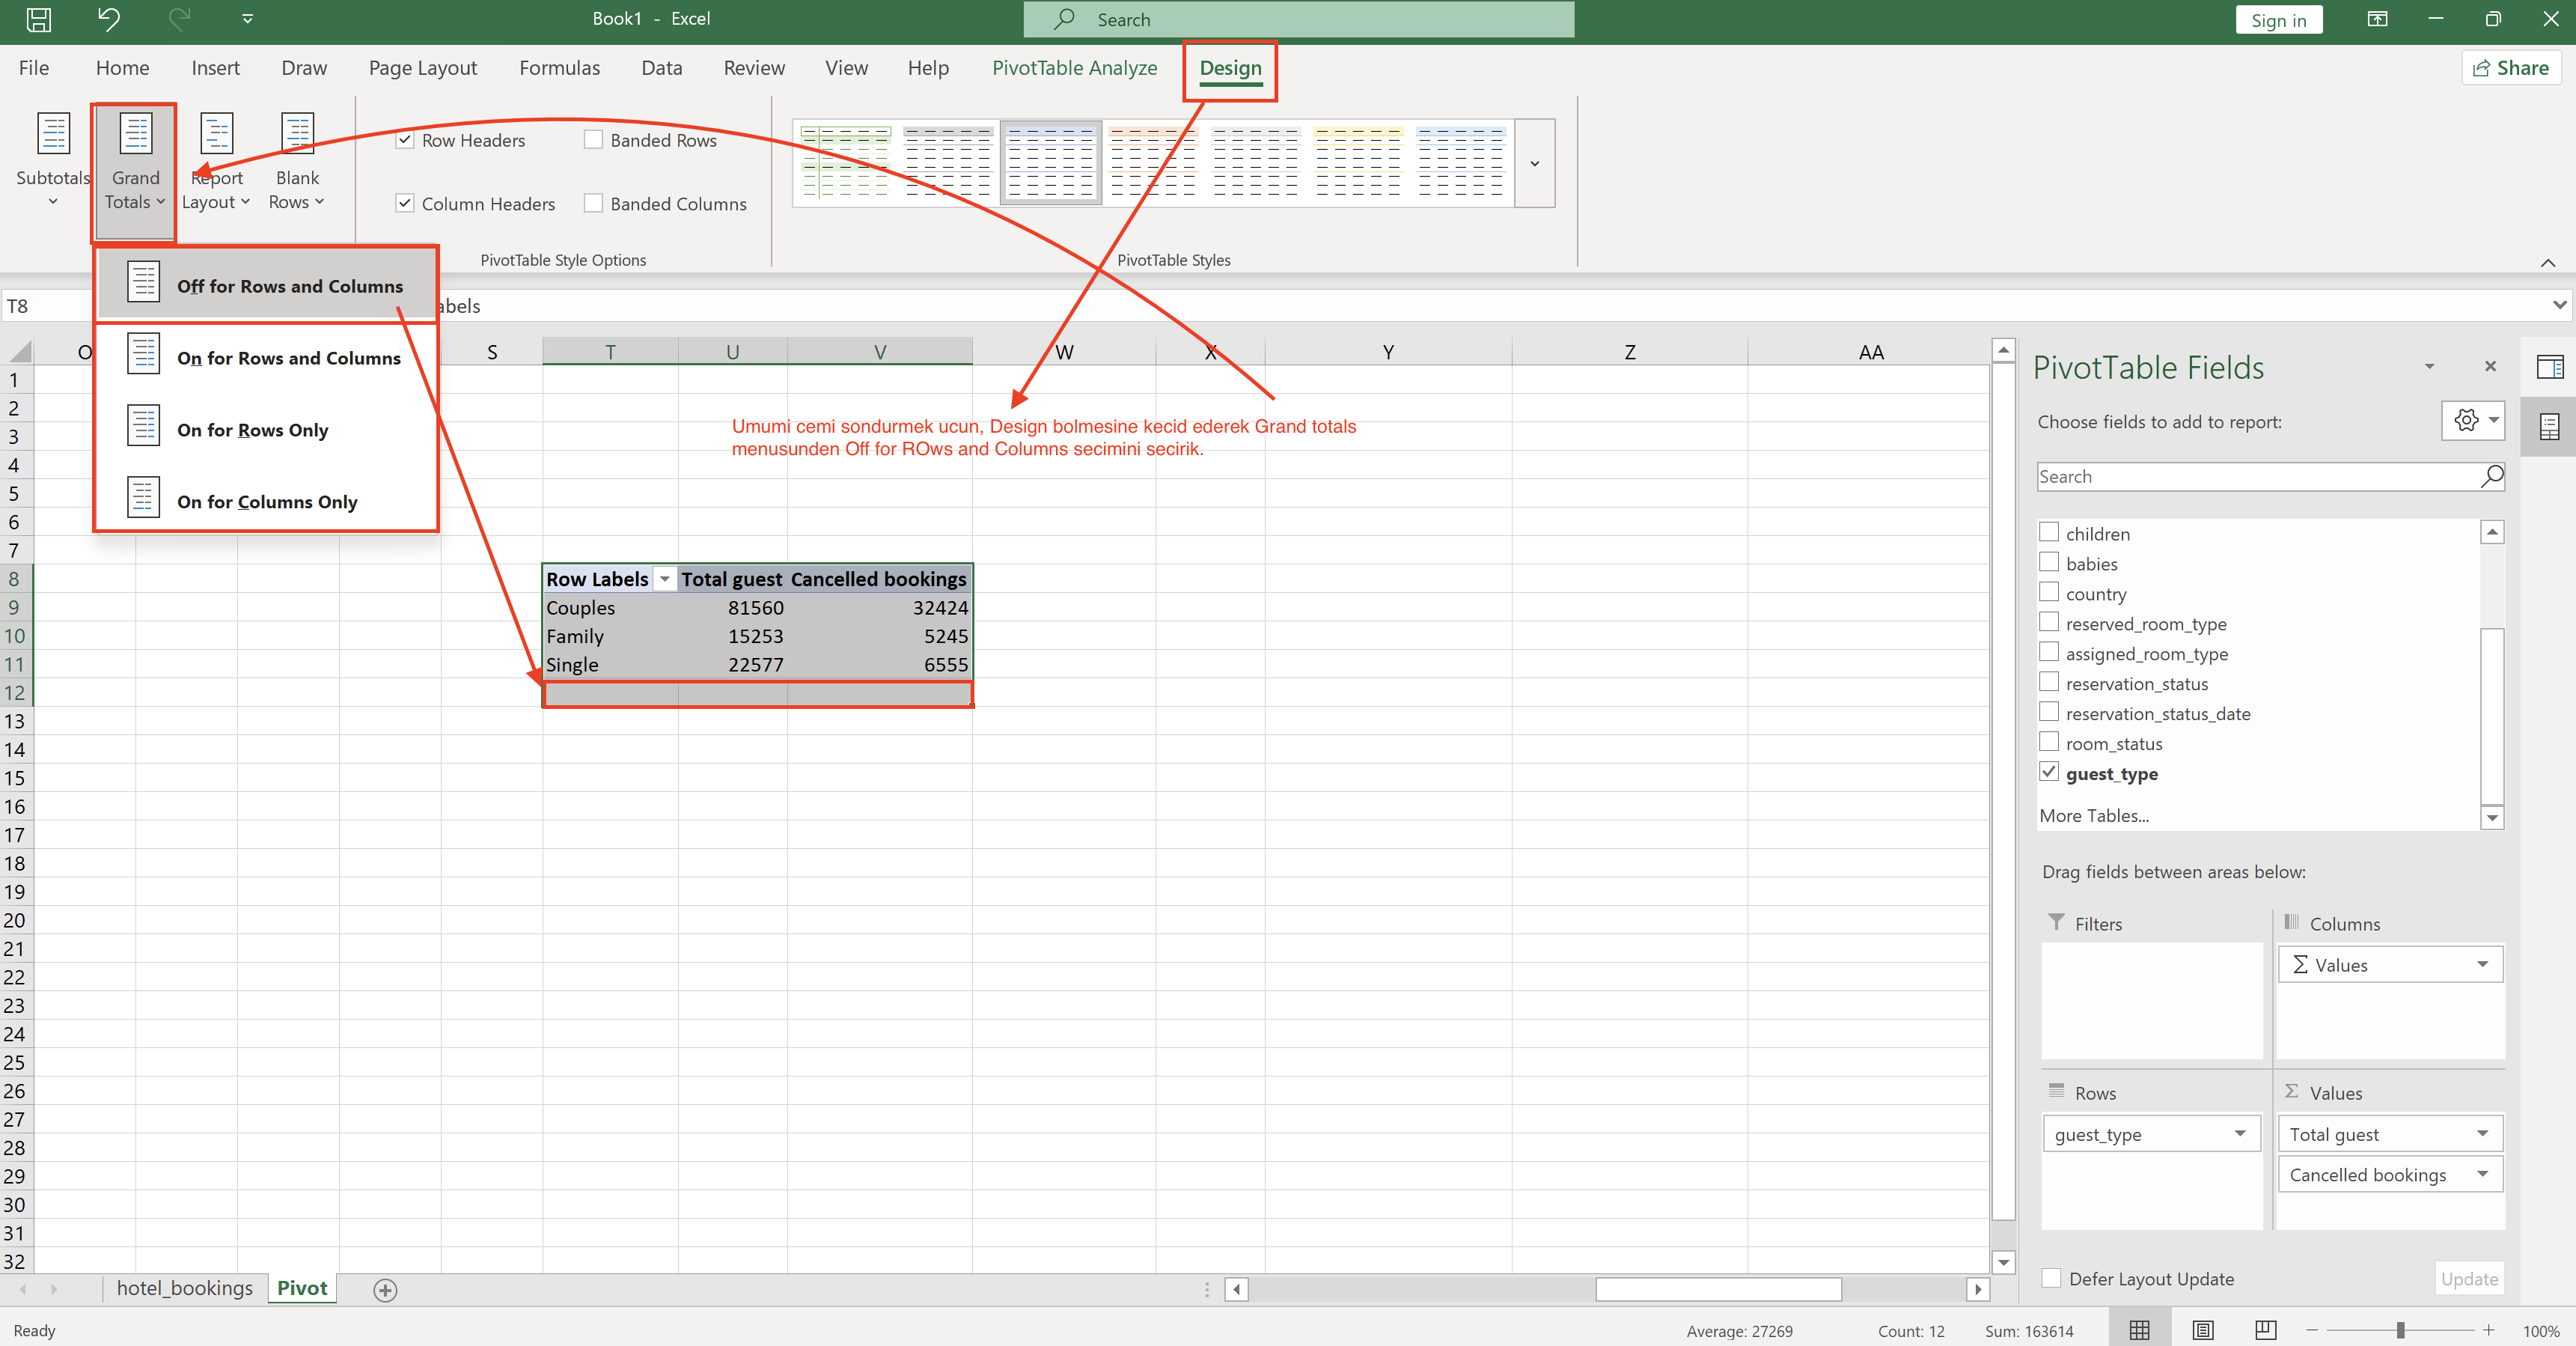 Book1 - Excel
Search
Sign in
File Home Insert Draw Page Layout Formulas Data Review View Help PivotTable Analyze Design
Share
Subtotals
Grand Totals
Report Layout
Blank Rows
Row Headers
Banded Rows
Column Headers
Banded Columns
PivotTable Style Options
PivotTable Styles
Off for Rows and Columns
On for Rows and Columns
On for Rows Only
On for Columns Only
T8
abels
O S T U V W X Y Z AA
1
2
3
4
5
6
7
8
9
10
11
12
13
14
15
16
17
18
19
20
21
22
23
24
25
26
27
28
29
30
31
32
Umumi cemi sondurmek ucun, Design bolmesine kecid ederek Grand totals
menusunden Off for ROws and Columns secimini secirik.
Row Labels Total guest Cancelled bookings
Couples 81560 32424
Family 15253 5245
Single 22577 6555
PivotTable Fields
Choose fields to add to report:
Search
children
babies
country
reserved_room_type
assigned_room_type
reservation_status
reservation_status_date
room_status
guest_type
More Tables...
Drag fields between areas below:
Filters
Columns
Σ Values
Rows
Σ Values
guest_type
Total guest
Cancelled bookings
Defer Layout Update
Update
hotel_bookings Pivot
Ready
Average: 27269 Count: 12 Sum: 163614
100%